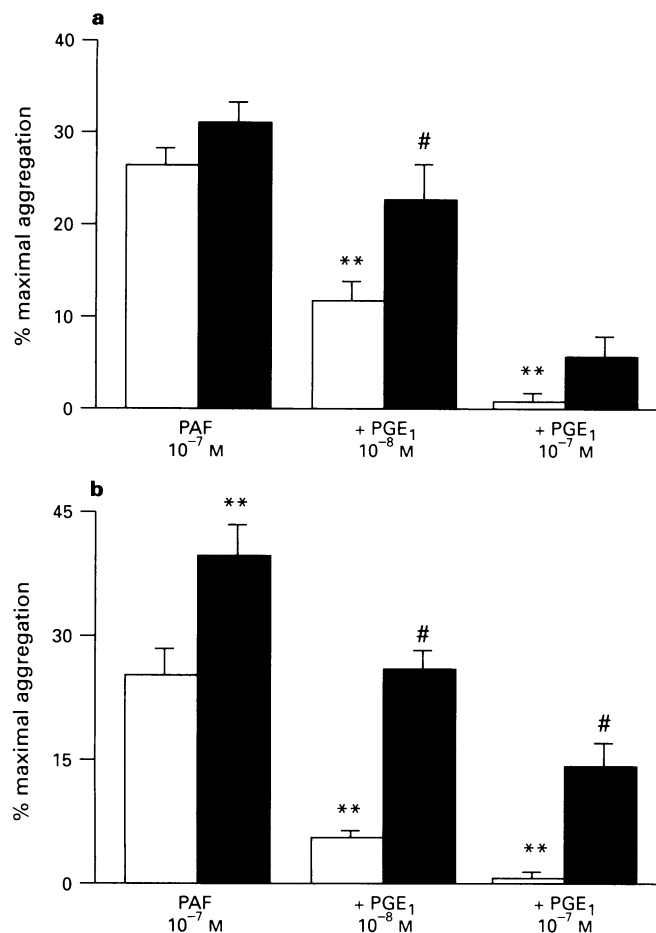 a
40
30
20
10
0
% maximal aggregation
**
#
**
PAF
10⁻⁷ M
+ PGE₁
10⁻⁸ M
+ PGE₁
10⁻⁷ M
b
45
30
15
0
% maximal aggregation
**
**
#
**
#
PAF
10⁻⁷ M
+ PGE₁
10⁻⁸ M
+ PGE₁
10⁻⁷ M